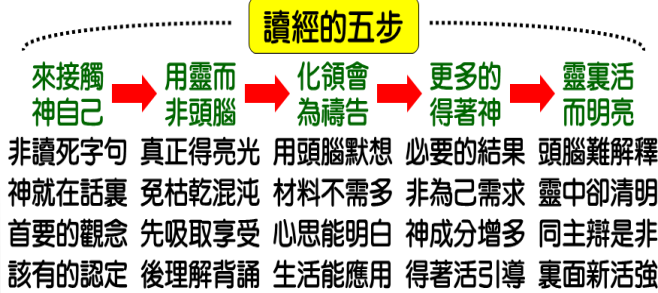 讀經的五步
來接觸 用靈而 化領會 更多的 靈裏活
神自己 非頭腦 為禱告 得著神 而明亮
非讀死字句 真正得亮光 用頭腦默想 必要的結果 頭腦難解釋
神就在話裏 免枯乾混沌 材料不需多 非為己需求 靈中卻清明
首要的觀念 先吸取享受 心思能明白 神成分增多 同主辯是非
該有的認定 後理解背誦 生活能應用 得著活引導 裏面新活強